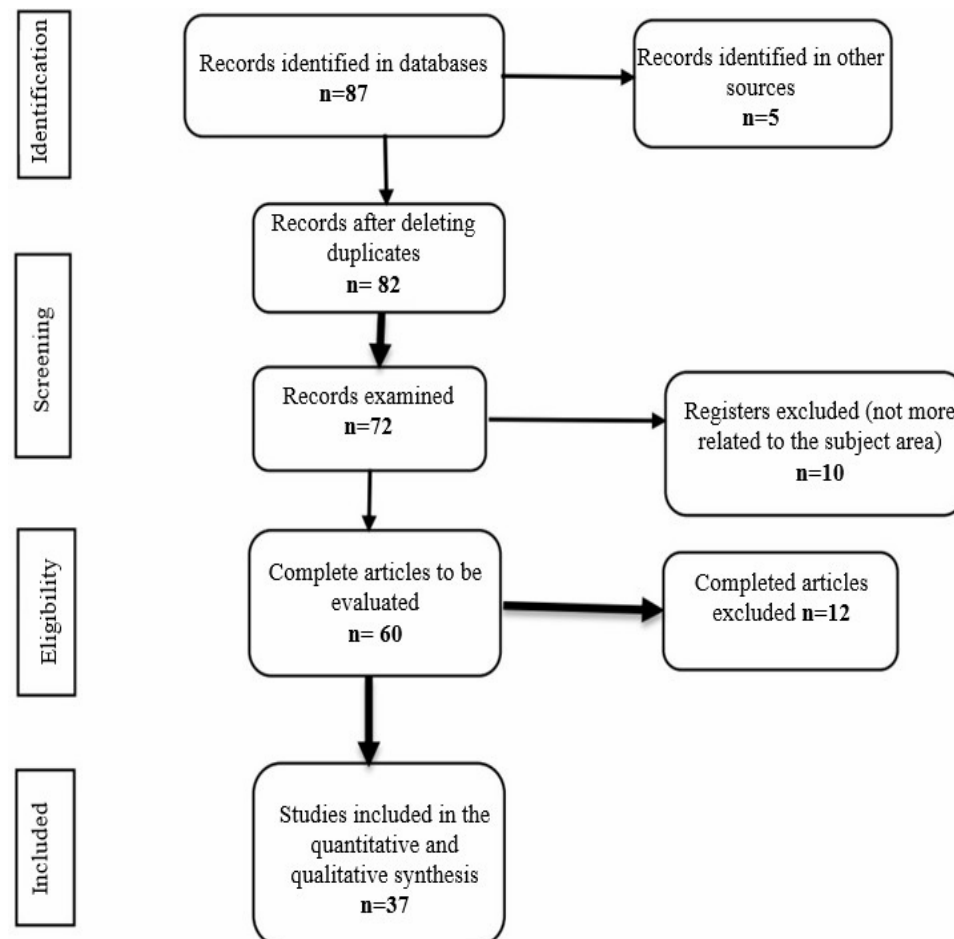 Identification
Records identified in databases
n=87
Records identified in other
sources
n=5
Records after deleting
duplicates
n= 82
Screening
Records examined
n=72
Registers excluded (not more
related to the subject area)
n=10
Eligibility
Complete articles to be
evaluated
n= 60
Completed articles
excluded n=12
Included
Studies included in the
quantitative and
qualitative synthesis
n=37